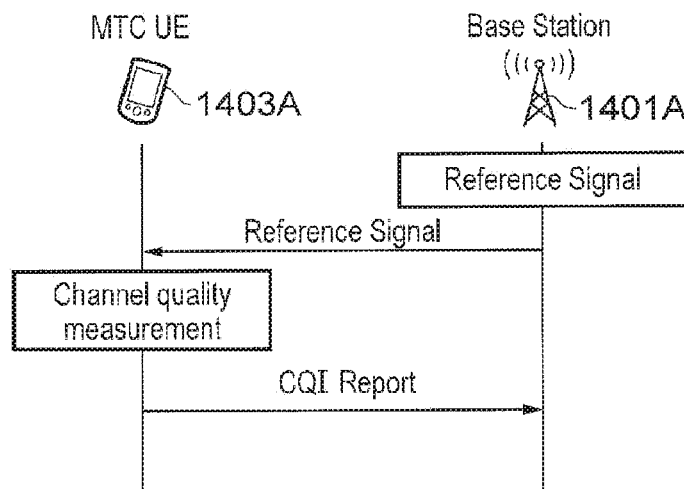 MTC UE
Base Station
1403A
1401A
Reference Signal
Reference Signal
Channel quality
measurement
CQI Report